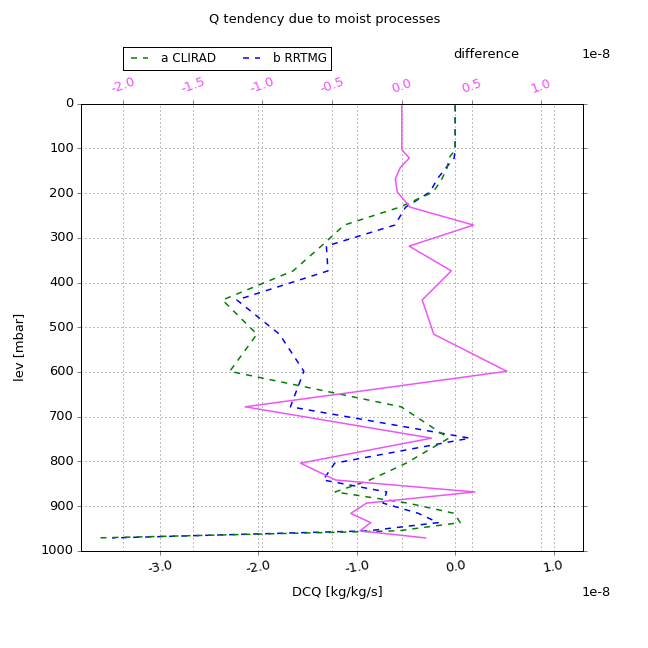 Q tendency due to moist processes
a CLIRAD b RRTMG difference 1e-8
-2.0 -1.5 -1.0 -0.5 0.0 0.5 1.0
0
100
200
300
400
500
600
700
800
900
1000
lev [mbar]
-3.0 -2.0 -1.0 0.0 1.0
DCQ [kg/kg/s] 1e-8